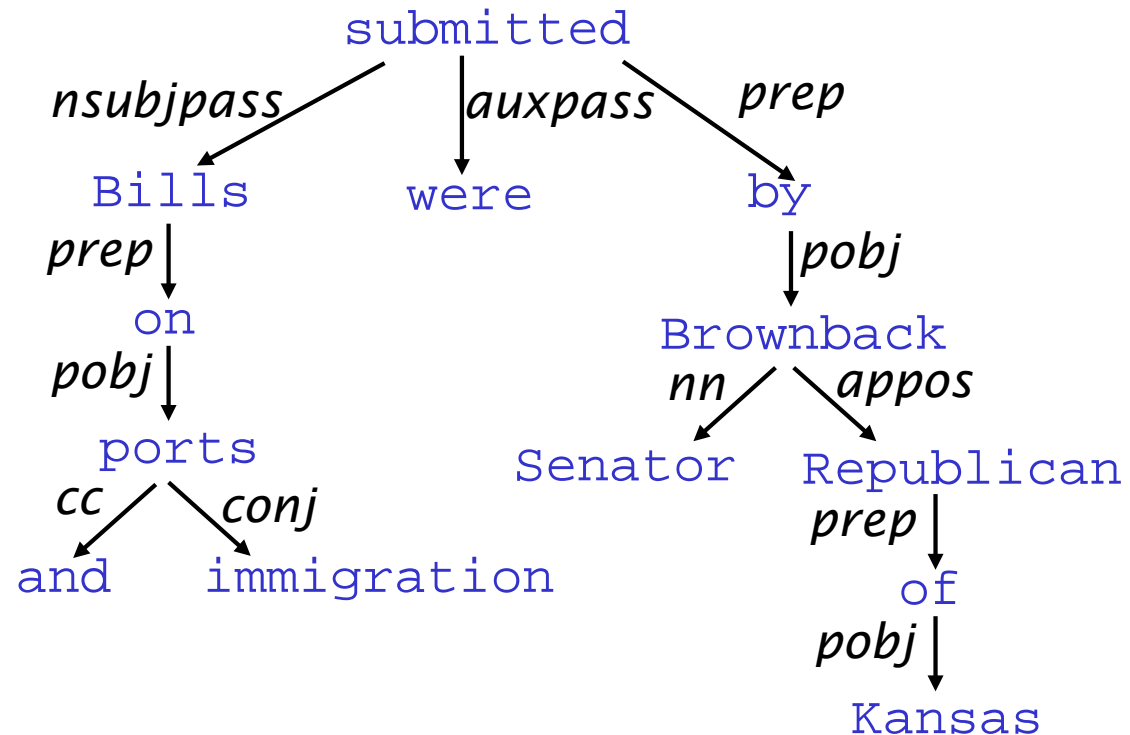 submitted
nsubjpass auxpass prep
Bills were by
prep pobj
on Brownback
pobj nn appos
ports Senator Republican
cc conj prep
and immigration of
pobj
Kansas